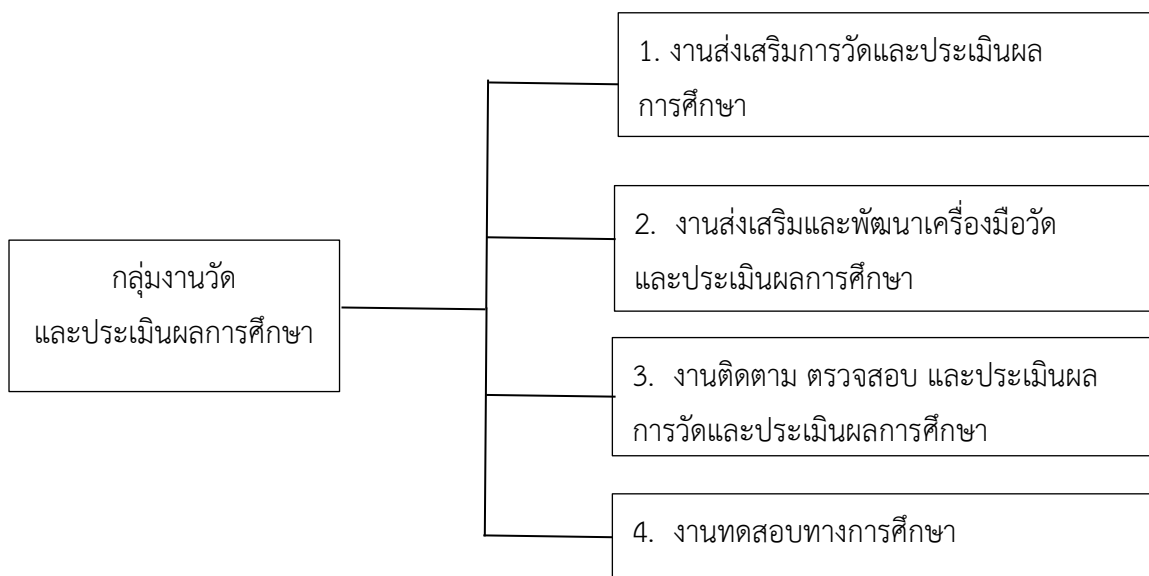 1. งานส่งเสริมการวัดและประเมินผล
การศึกษา
2. งานส่งเสริมและพัฒนาเครื่องมือวัด
และประเมินผลการศึกษา
กลุ่มงานวัด
และประเมินผลการศึกษา
3. งานติดตาม ตรวจสอบ และประเมินผล
การวัดและประเมินผลการศึกษา
4. งานทดสอบทางการศึกษา